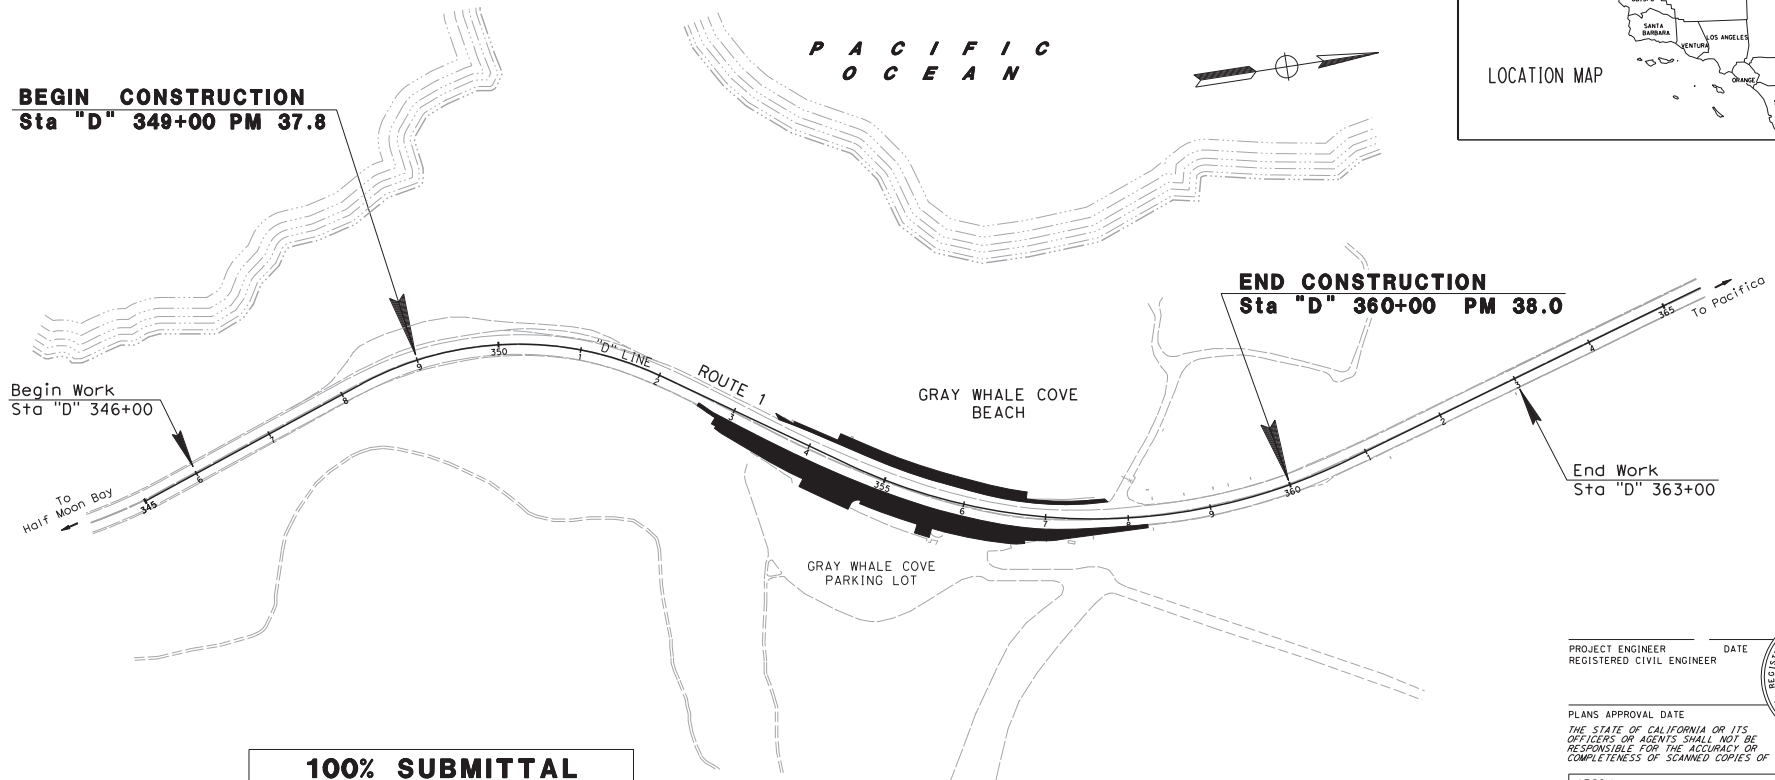 PACIFIC
OCEAN
SANTA
BARBARA
VENTURA
LOS ANGELES
ORANGE
LOCATION MAP
BEGIN CONSTRUCTION
Sta "D" 349+00 PM 37.8
END CONSTRUCTION
Sta "D" 360+00 PM 38.0
To Pacifica
Begin Work
Sta "D" 346+00
To
Half Moon Bay
345
6
7
8
9
350
1
"D" LINE
2
ROUTE 1
3
4
355
6
7
8
9
360
1
2
3
4
365
GRAY WHALE COVE
BEACH
End Work
Sta "D" 363+00
GRAY WHALE COVE
PARKING LOT
PROJECT ENGINEER DATE
REGISTERED CIVIL ENGINEER
PLANS APPROVAL DATE
THE STATE OF CALIFORNIA OR ITS
OFFICERS OR AGENTS SHALL NOT BE
RESPONSIBLE FOR THE ACCURACY OR
COMPLETENESS OF SCANNED COPIES OF
100% SUBMITTAL